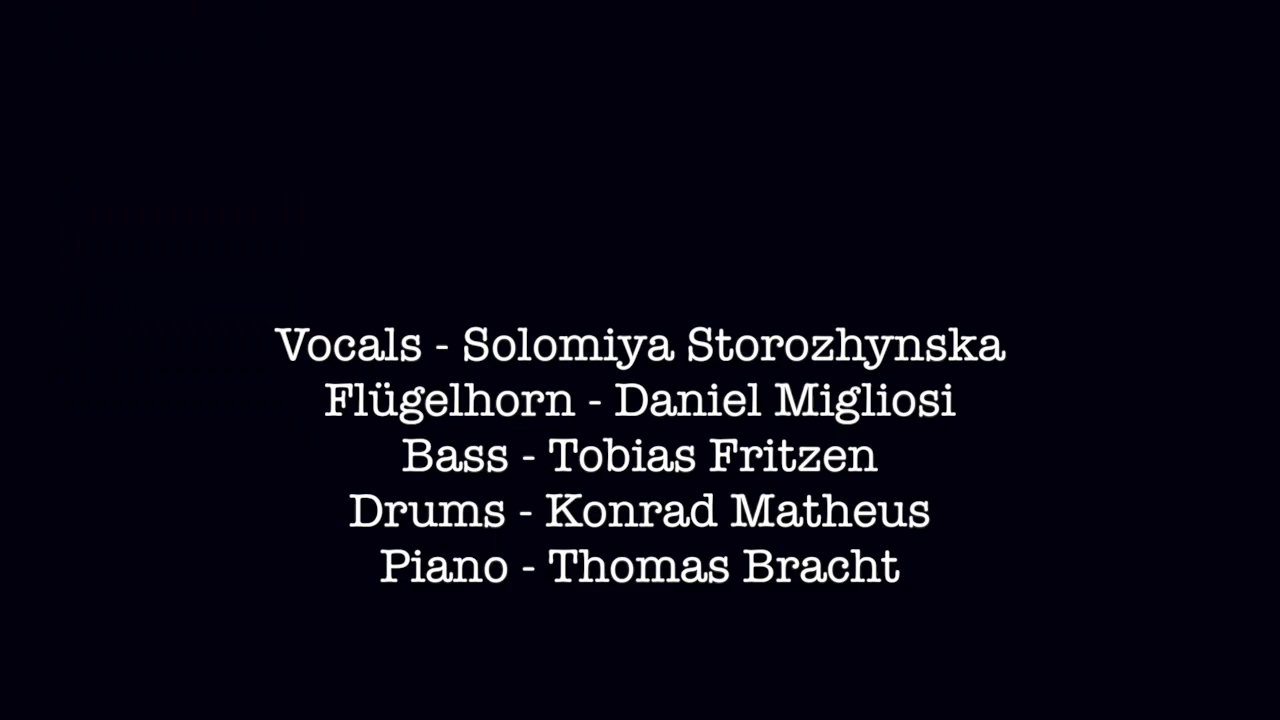 Vocals - Solomiya Storozhynska
Flügelhorn - Daniel Migliosi
Bass - Tobias Fritzen
Drums - Konrad Matheus
Piano - Thomas Bracht